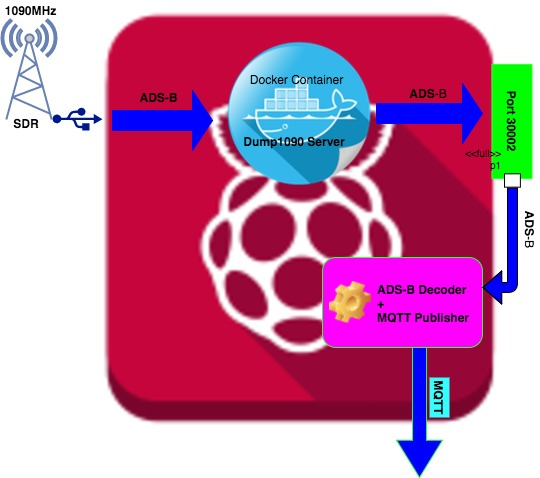 1090MHz
SDR
ADS-B
Docker Container
Dump1090 Server
ADS-B
Port 30002
<<full>>
p1
ADS-B
ADS-B Decoder
+
MQTT Publisher
MQTT